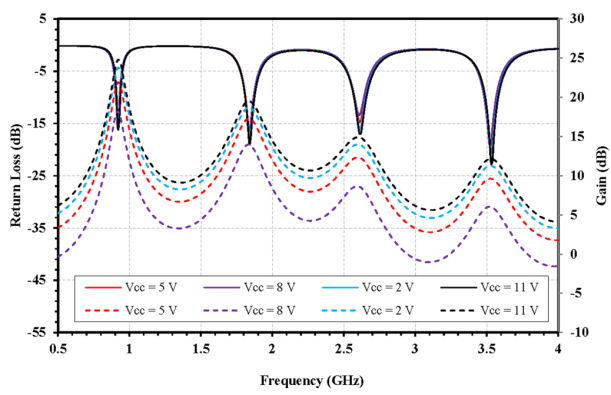 5
-5
-15
-25
-35
-45
-55
Return Loss (dB)
30
25
20
15
10
5
0
-5
-10
Gain (dB)
Vcc = 5 V Vcc = 8 V Vcc = 2 V Vcc = 11 V
Vcc = 5 V Vcc = 8 V Vcc = 2 V Vcc = 11 V
0.5 1 1.5 2 2.5 3 3.5 4
Frequency (GHz)